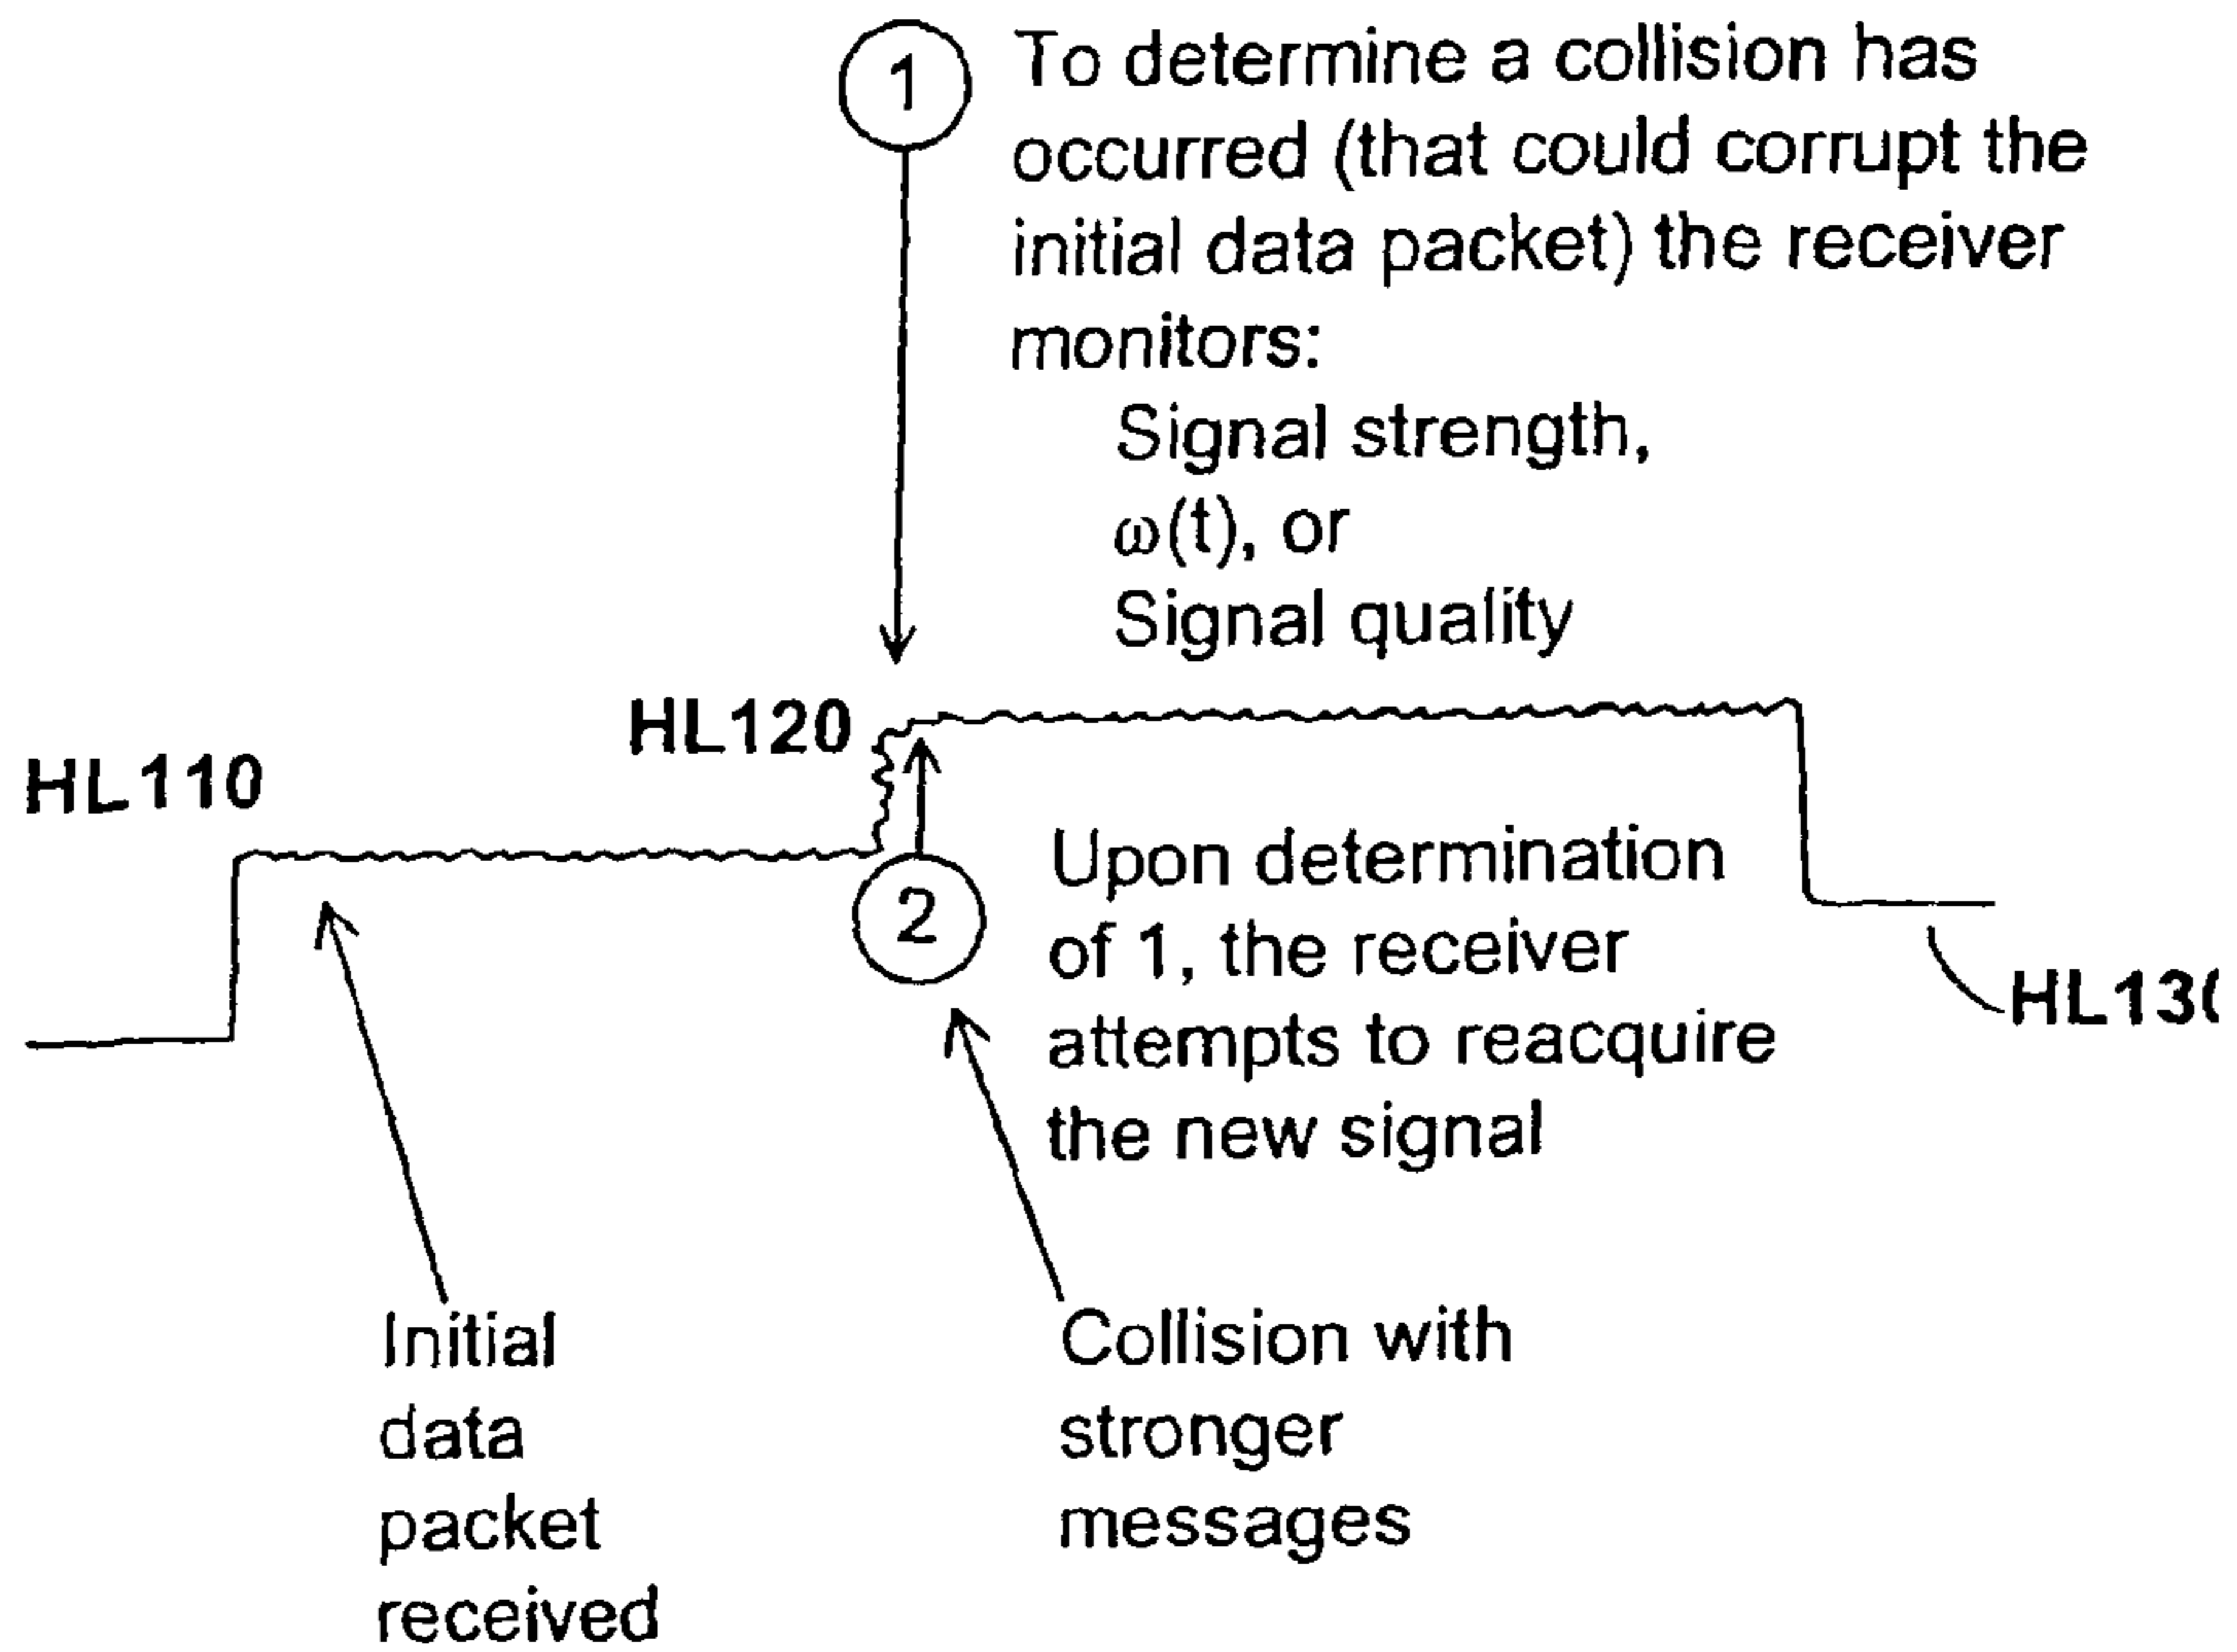 1
To determine a collision has
occurred (that could corrupt the
initial data packet) the receiver
monitors:
Signal strength,
ω(t), or
Signal quality
HL120
HL110
2
Upon determination
of 1, the receiver
attempts to reacquire
the new signal
Initial
data
packet
received
Collision with
stronger
messages